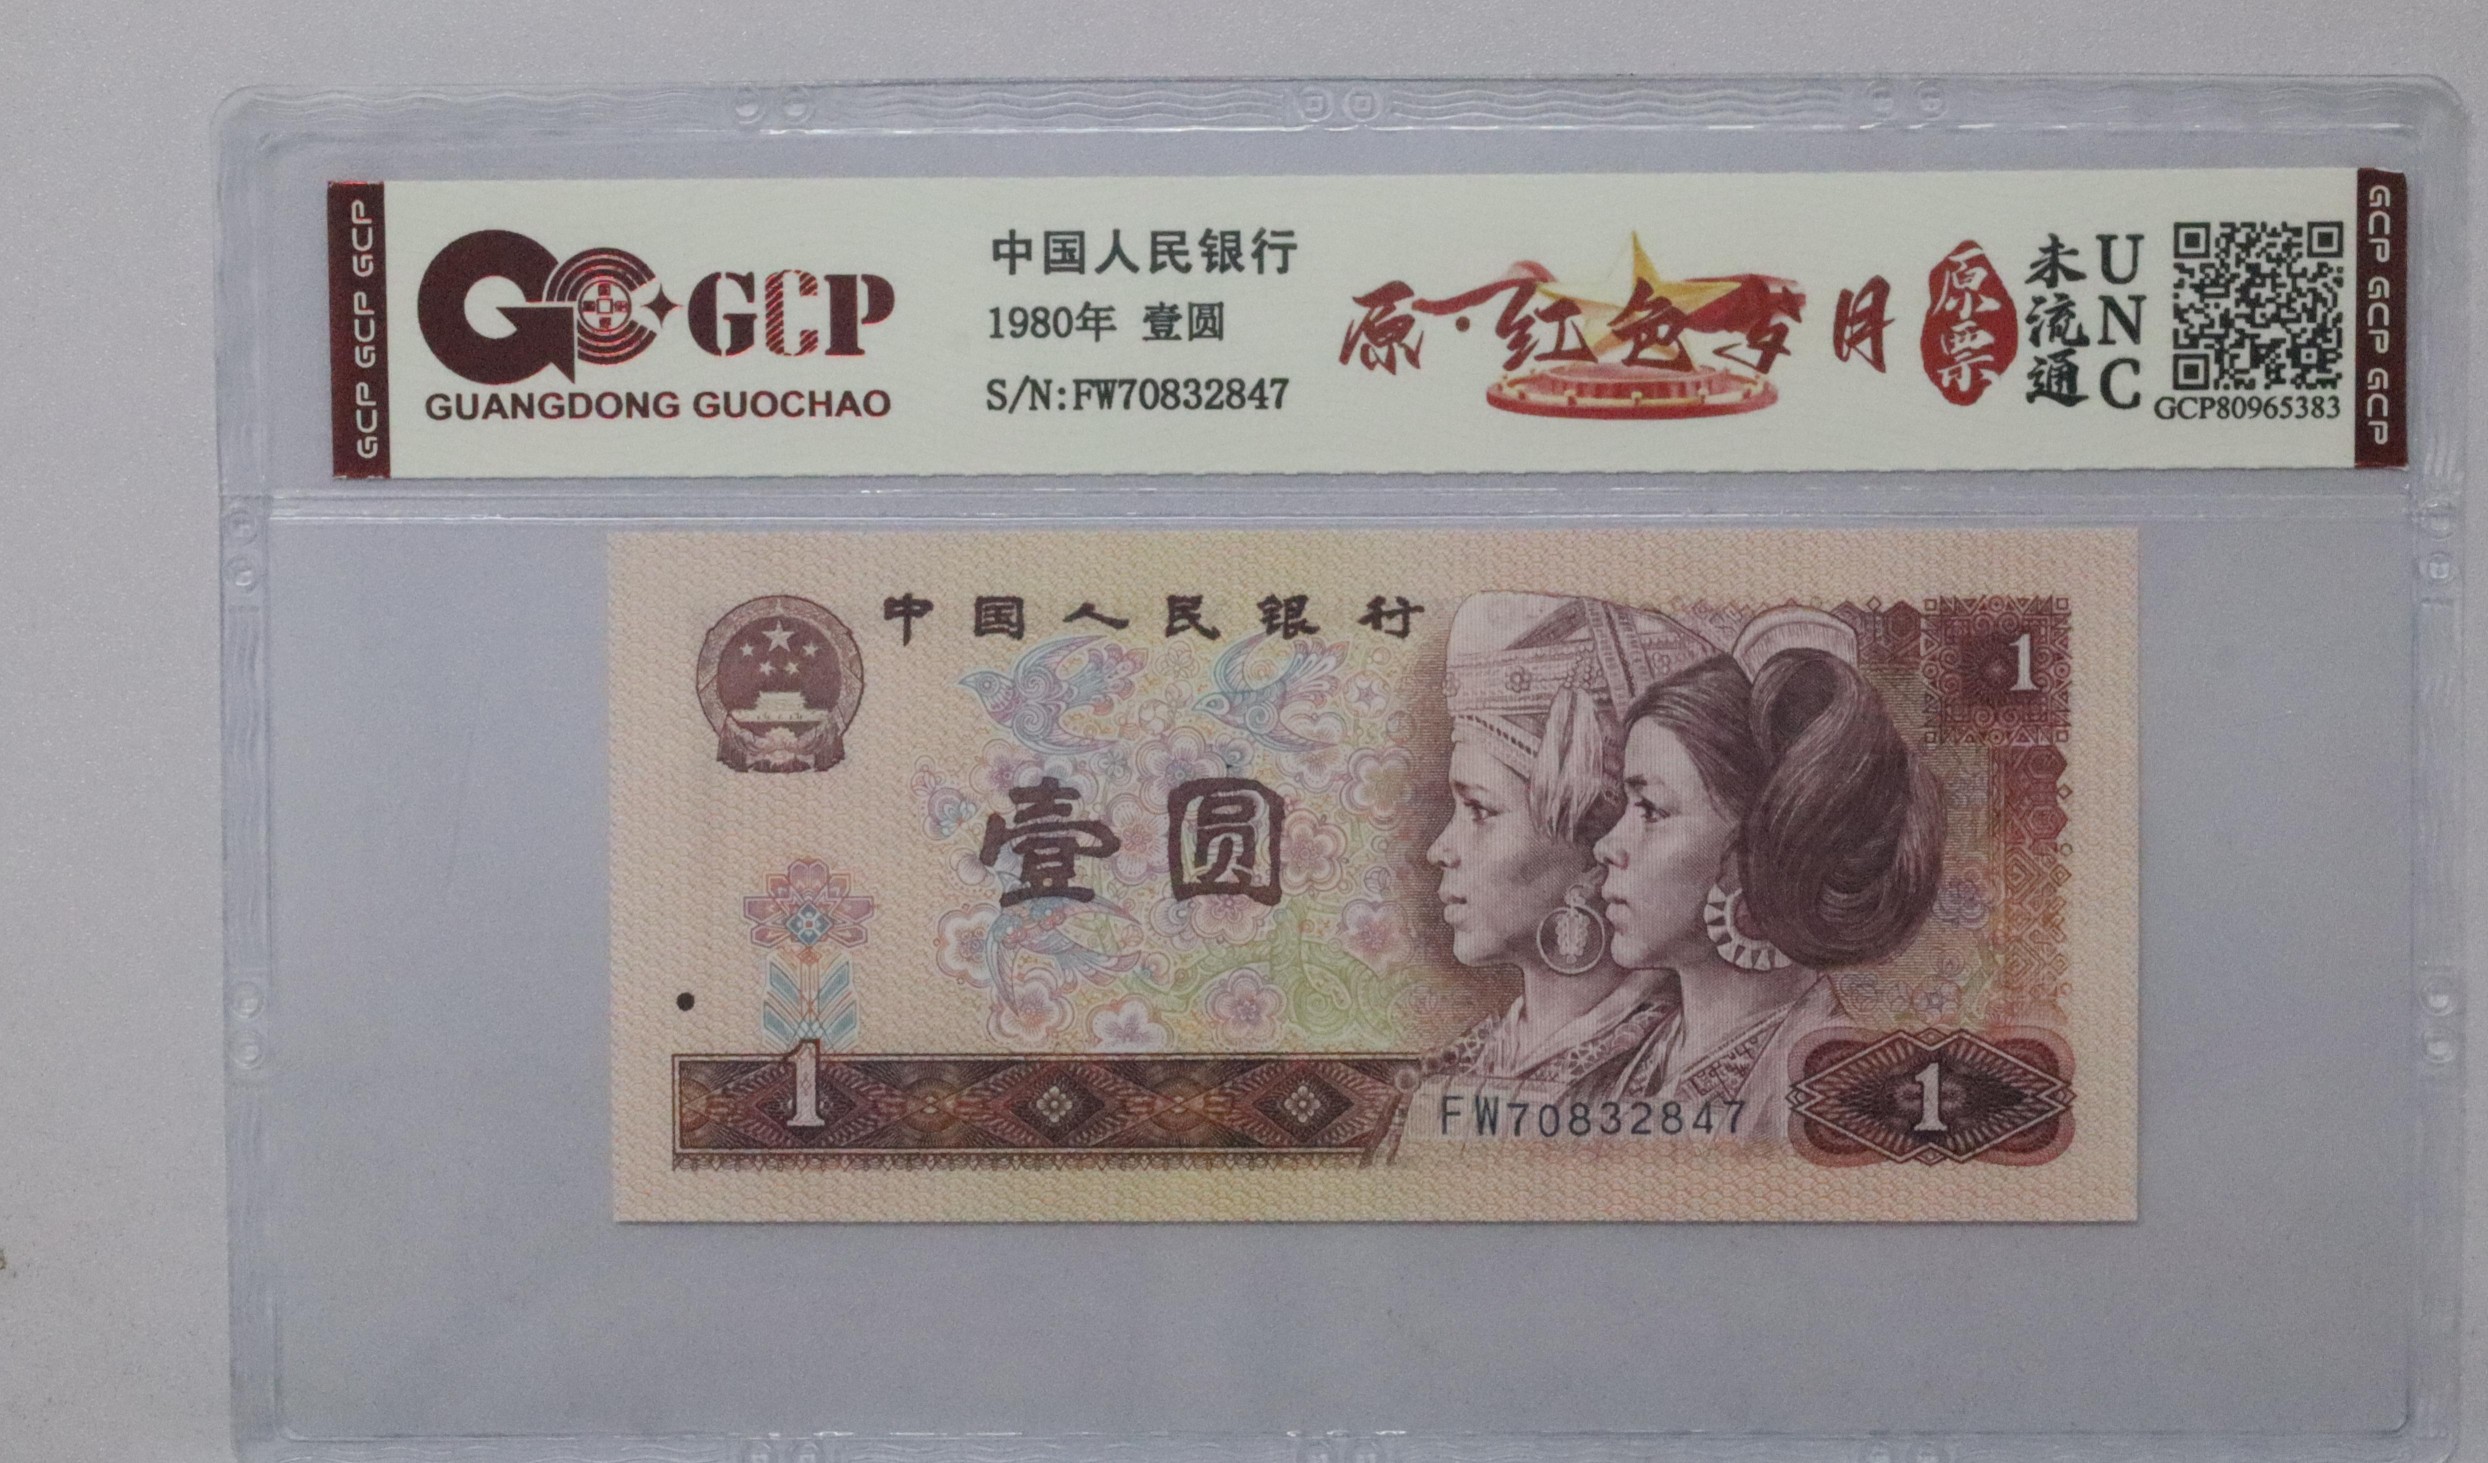 GCP GCP GCP
GCP
GUANGDONG GUOCHAO
中国人民银行
1980年 壹圆
S/N:FW70832847
原·红色岁月
原票
未流通
UNC
GCP80965383
GCP GCP GCP
中国人民银行
1
壹圆
1
FW70832847
1